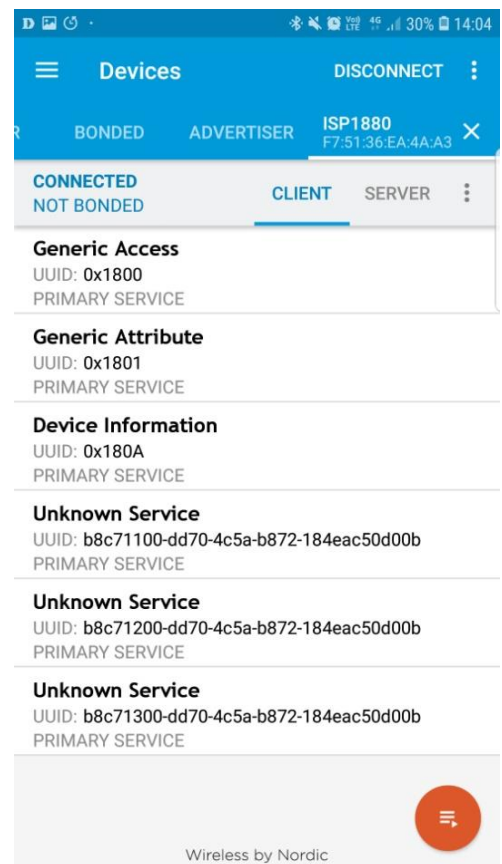 D 30% 14:04
Devices DISCONNECT
R BONDED ADVERTISER ISP1880
F7:51:36:EA:4A:A3
CONNECTED
NOT BONDED CLIENT SERVER
Generic Access
UUID: 0x1800
PRIMARY SERVICE
Generic Attribute
UUID: 0x1801
PRIMARY SERVICE
Device Information
UUID: 0x180A
PRIMARY SERVICE
Unknown Service
UUID: b8c71100-dd70-4c5a-b872-184eac50d00b
PRIMARY SERVICE
Unknown Service
UUID: b8c71200-dd70-4c5a-b872-184eac50d00b
PRIMARY SERVICE
Unknown Service
UUID: b8c71300-dd70-4c5a-b872-184eac50d00b
PRIMARY SERVICE
Wireless by Nordic